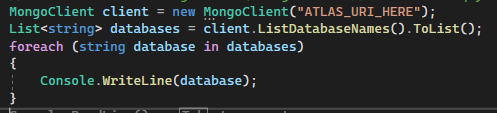 MongoClient client = new MongoClient("ATLAS_URI_HERE");
List<string> databases = client.ListDatabaseNames().ToList();
foreach (string database in databases)
{
    Console.WriteLine(database);
}